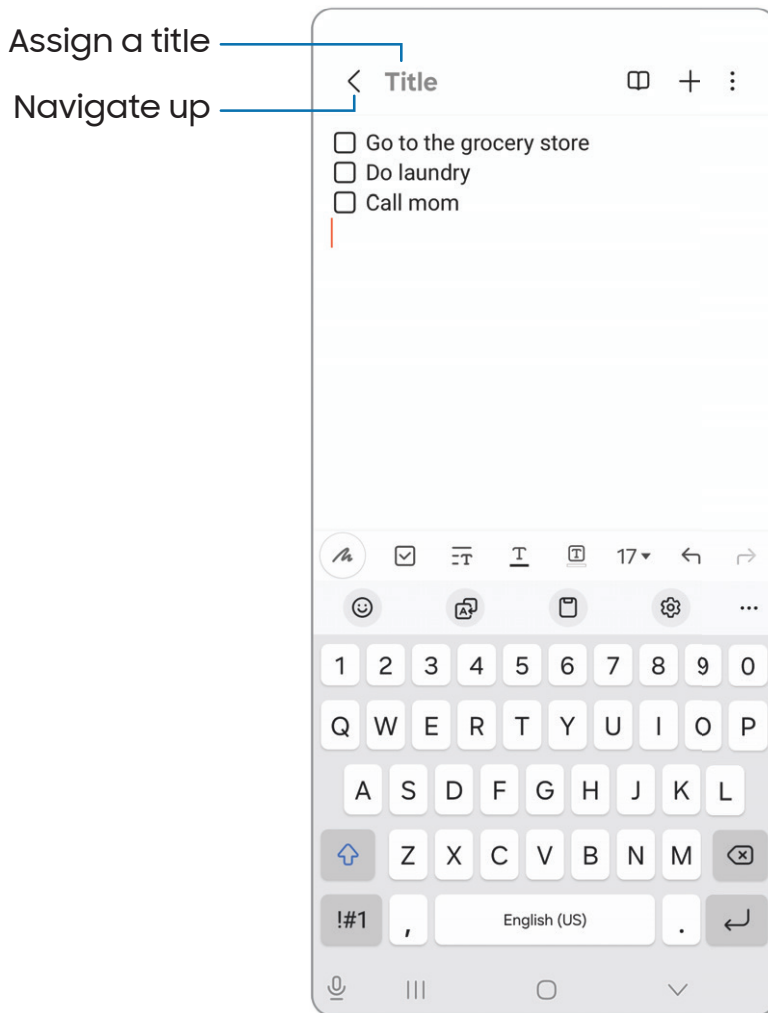 Assign a title
Navigate up
Title
Go to the grocery store
Do laundry
Call mom
17
1 2 3 4 5 6 7 8 9 0
Q W E R T Y U I O P
A S D F G H J K L
Z X C V B N M
!#1 , English (US) .